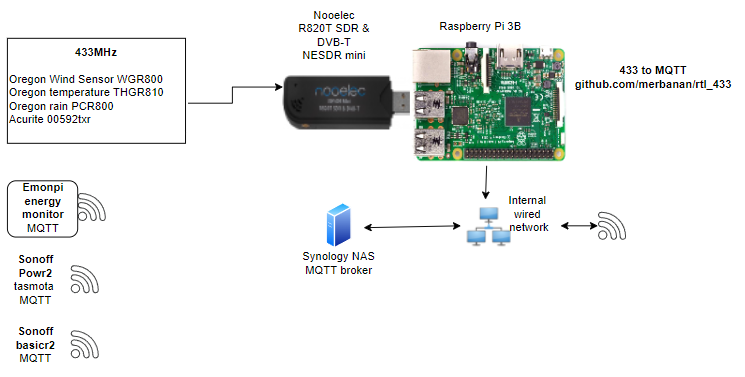 Nooelec
R820T SDR &
DVB-T
NESDR mini
Raspberry Pi 3B
433MHz
Oregon Wind Sensor WGR800
Oregon temperature THGR810
Oregon rain PCR800
Acurite 00592txr
nooelec
433 to MQTT
github.com/merbanan/rtl_433
Emonpi
energy
monitor
MQTT
Internal
wired
network
Synology NAS
MQTT broker
Sonoff
Powr2
tasmota
MQTT
Sonoff
basicr2
MQTT